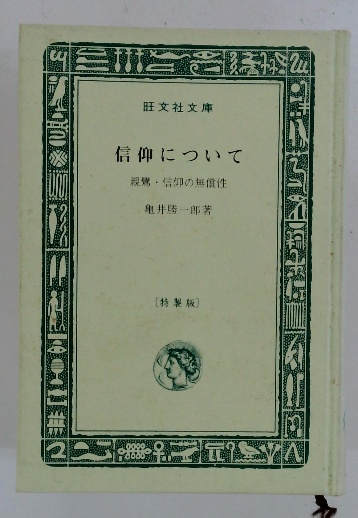 旺文社文庫
信仰について
親鸞・信仰の無償性
亀井勝一郎著
[特製版]